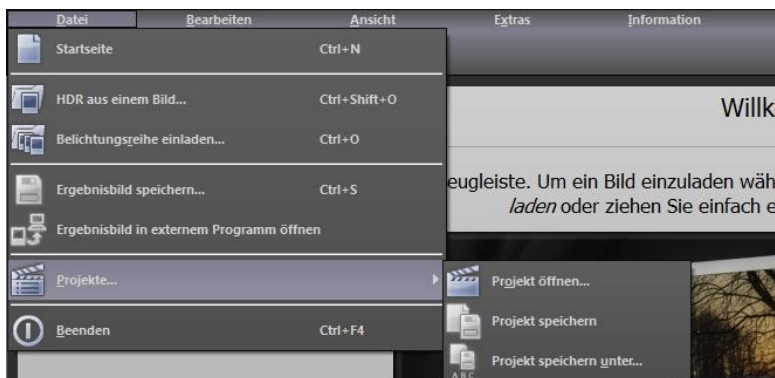 Datei Bearbeiten Ansicht Extras Information
Startseite Ctrl+N
HDR aus einem Bild... Ctrl+Shift+O
Belichtungsreihe einladen... Ctrl+O
Ergebnisbild speichern... Ctrl+S
Ergebnisbild in externem Programm öffnen
Projekte...
Beenden Ctrl+F4
Projekt öffnen...
Projekt speichern
Projekt speichern unter...
ABC
Willk
eugleiste. Um ein Bild einzuladen wäh
laden oder ziehen Sie einfach e